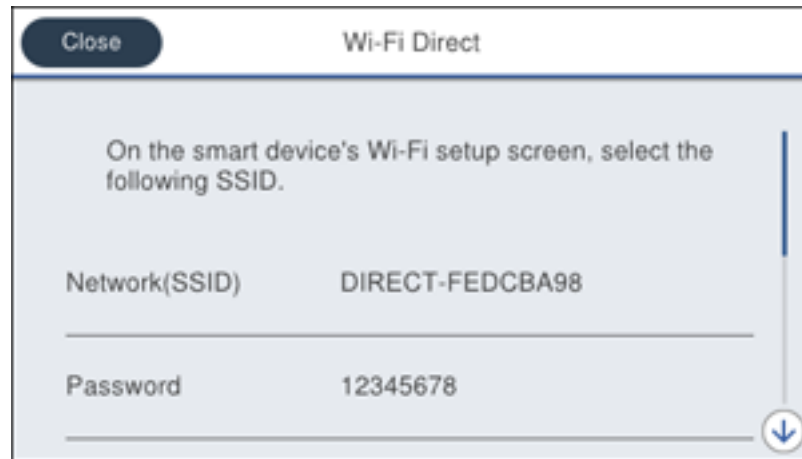 Close
Wi-Fi Direct
On the smart device's Wi-Fi setup screen, select the
following SSID.
Network(SSID) DIRECT-FEDCBA98
Password 12345678